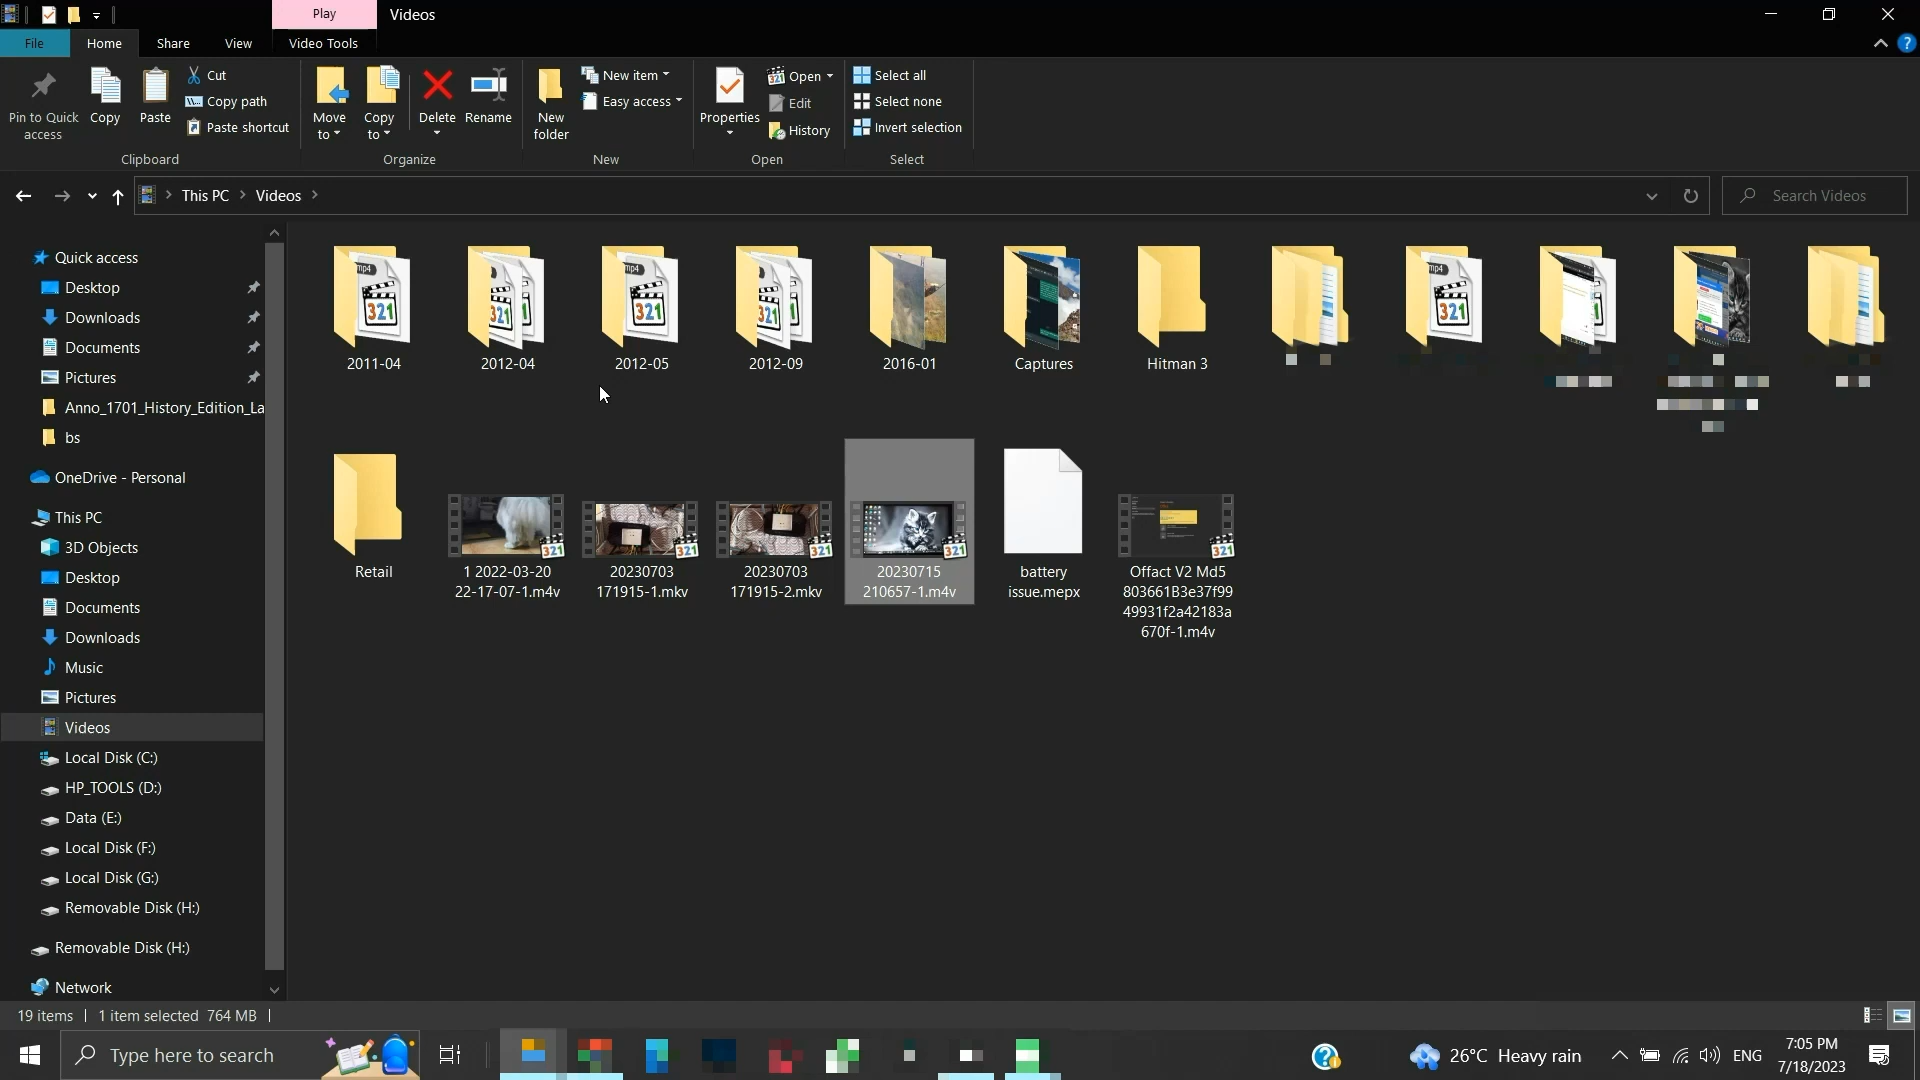 Play
Videos
File
Home
Share
View
Video Tools
Pin to Quick
access
Copy
Paste
Cut
Copy path
Paste shortcut
Clipboard
Move
to
Copy
to
Delete
Rename
Organize
New
folder
New item
Easy access
New
Properties
Open
Edit
History
Open
Select all
Select none
Invert selection
Select
This PC
Videos
Search Videos
Quick access
Desktop
Downloads
Documents
Pictures
Anno_1701_History_Edition_La
bs
OneDrive - Personal
This PC
3D Objects
Desktop
Documents
Downloads
Music
Pictures
Videos
Local Disk (C:)
HP_TOOLS (D:)
Data (E:)
Local Disk (F:)
Local Disk (G:)
Removable Disk (H:)
Removable Disk (H:)
Network
2011-04
2012-04
2012-05
2012-09
2016-01
Captures
Hitman 3
Retail
1 2022-03-20
22-17-07-1.m4v
20230703
171915-1.mkv
20230703
171915-2.mkv
20230715
210657-1.m4v
battery
issue.mepx
Offact V2 Md5
803661B3e37f99
49931f2a42183a
670f-1.m4v
19 items
1 item selected 764 MB
Type here to search
26°C Heavy rain
ENG
7:05 PM
7/18/2023